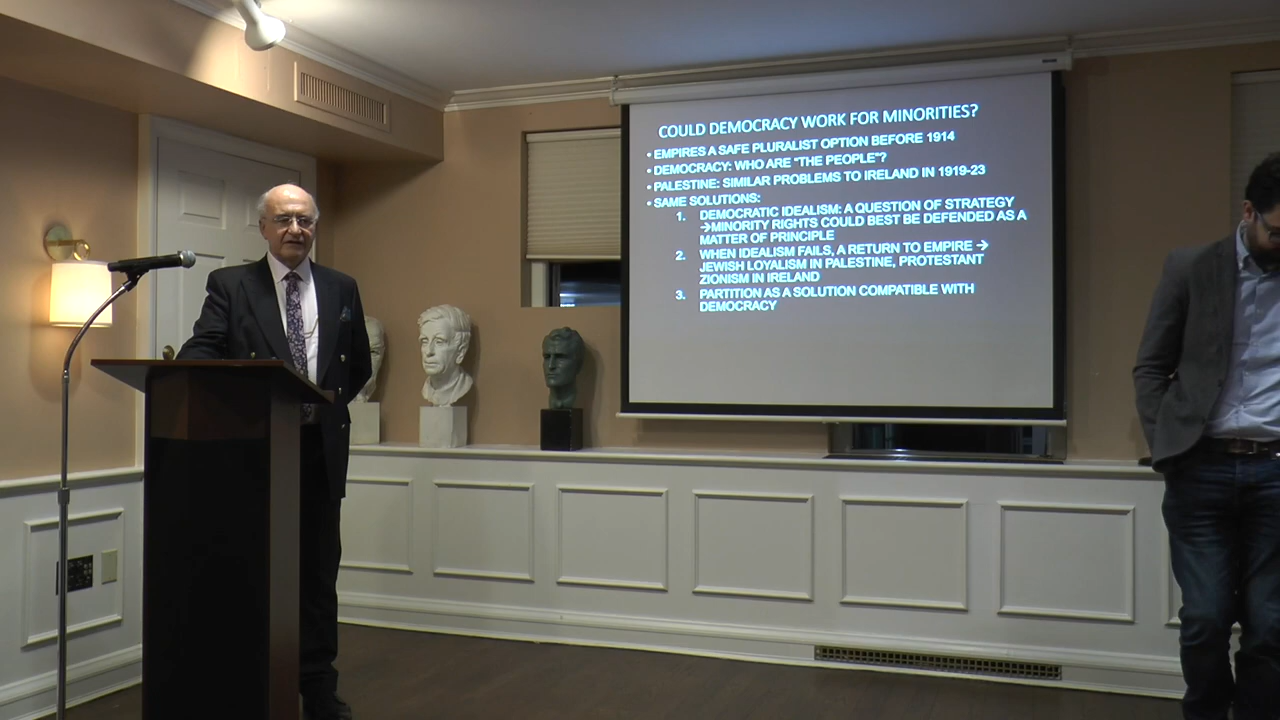 COULD DEMOCRACY WORK FOR MINORITIES?
• EMPIRES A SAFE PLURALIST OPTION BEFORE 1914
• DEMOCRACY: WHO ARE "THE PEOPLE"?
• PALESTINE: SIMILAR PROBLEMS TO IRELAND IN 1919-23
• SAME SOLUTIONS:
1. DEMOCRATIC IDEALISM: A QUESTION OF STRATEGY
→MINORITY RIGHTS COULD BEST BE DEFENDED AS A
MATTER OF PRINCIPLE
2. WHEN IDEALISM FAILS, A RETURN TO EMPIRE →
JEWISH LOYALISM IN PALESTINE, PROTESTANT
ZIONISM IN IRELAND
3. PARTITION AS A SOLUTION COMPATIBLE WITH
DEMOCRACY